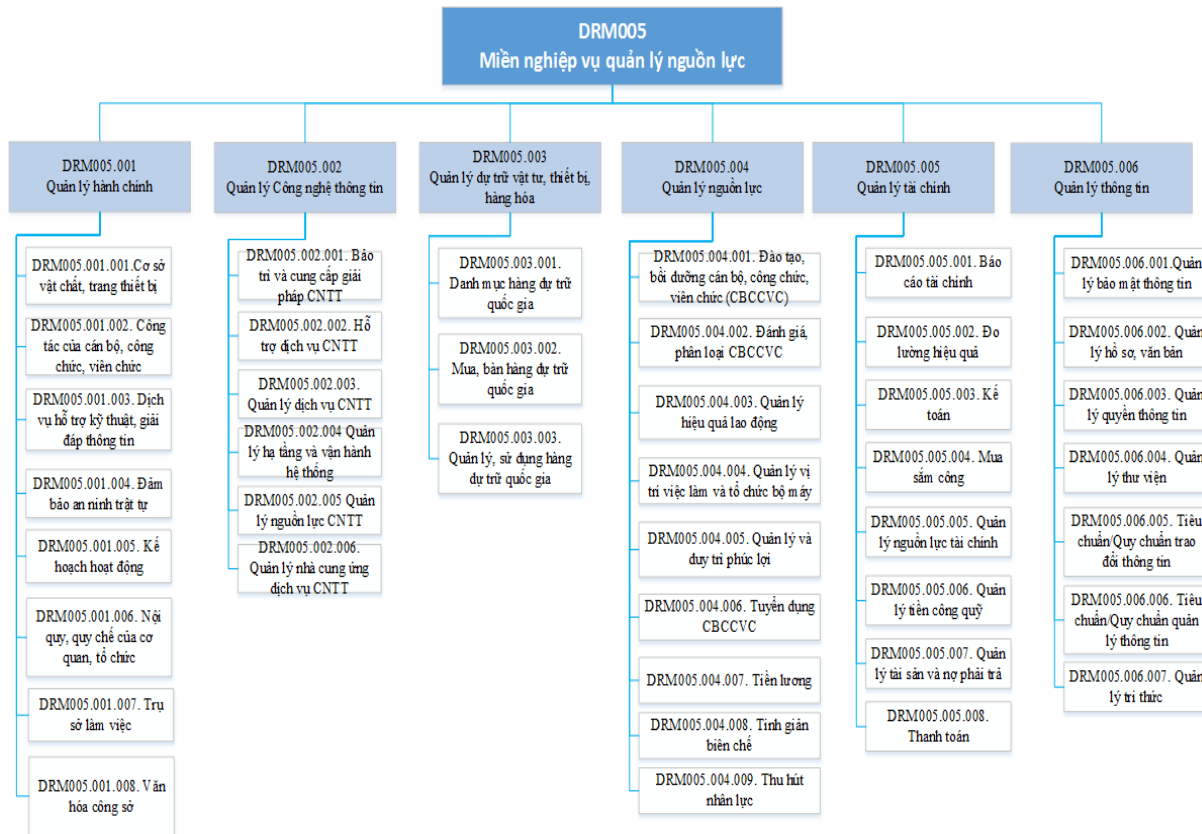 DRM005
Miền nghiệp vụ quản lý nguồn lực
DRM005.001
Quản lý hành chính
DRM005.001.001.Cơ sở
vật chất, trang thiết bị
DRM005.001.002. Công
tác của cán bộ, công
chức, viên chức
DRM005.001.003. Dịch
vụ hỗ trợ kỹ thuật, giải
đáp thông tin
DRM005.001.004. Đảm
bảo an ninh trật tự
DRM005.001.005. Kế
hoạch hoạt động
DRM005.001.006. Nội
quy, quy chế của cơ
quan, tổ chức
DRM005.001.007. Trụ
sở làm việc
DRM005.001.008. Văn
hóa công sở
DRM005.002
Quản lý Công nghệ thông tin
DRM005.002.001. Bảo
trì và cung cấp giải
pháp CNTT
DRM005.002.002. Hỗ
trợ dịch vụ CNTT
DRM005.002.003.
Quản lý dịch vụ CNTT
DRM005.002.004 Quản
lý hạ tầng và vận hành
hệ thống
DRM005.002.005 Quản
lý nguồn lực CNTT
DRM005.002.006.
Quản lý nhà cung ứng
dịch vụ CNTT
DRM005.003
Quản lý dự trữ vật tư, thiết bị,
hàng hóa
DRM005.003.001.
Danh mục hàng dự trữ
quốc gia
DRM005.003.002.
Mua, bàn hàng dự trữ
quốc gia
DRM005.003.003.
Quản lý, sử dụng hàng
dự trữ quốc gia
DRM005.004
Quản lý nguồn lực
DRM005.004.001. Đào tạo,
bồi dưỡng cán bộ, công chức,
viên chức (CBCCVC)
DRM005.004.002. Đánh giá,
phân loại CBCCVC
DRM005.004.003. Quản lý
hiệu quả lao động
DRM005.004.004. Quản lý vị
trí việc làm và tổ chức bộ máy
DRM005.004.005. Quản lý và
duy trì phúc lợi
DRM005.004.006. Tuyển dụng
CBCCVC
DRM005.004.007. Tiền lương
DRM005.004.008. Tinh giản
biên chế
DRM005.004.009. Thu hút
nhân lực
DRM005.005
Quản lý tài chính
DRM005.005.001. Báo
cáo tài chính
DRM005.005.002. Đo
lường hiệu quả
DRM005.005.003. Kế
toán
DRM005.005.004. Mua
sắm công
DRM005.005.005. Quản
lý nguồn lực tài chính
DRM005.005.006. Quản
lý tiền công quỹ
DRM005.005.007. Quản
lý tài sản và nợ phải trả
DRM005.005.008.
Thanh toán
DRM005.006
Quản lý thông tin
DRM005.006.001.Quản
lý bảo mật thông tin
DRM005.006.002. Quản
lý hồ sơ, văn bản
DRM005.006.003. Quản
lý quyền thông tin
DRM005.006.004. Quản
lý thư viện
DRM005.006.005. Tiêu
chuẩn/Quy chuẩn trao
đổi thông tin
DRM005.006.006. Tiêu
chuẩn/Quy chuẩn quản
lý thông tin
DRM005.006.007. Quản
lý tri thức